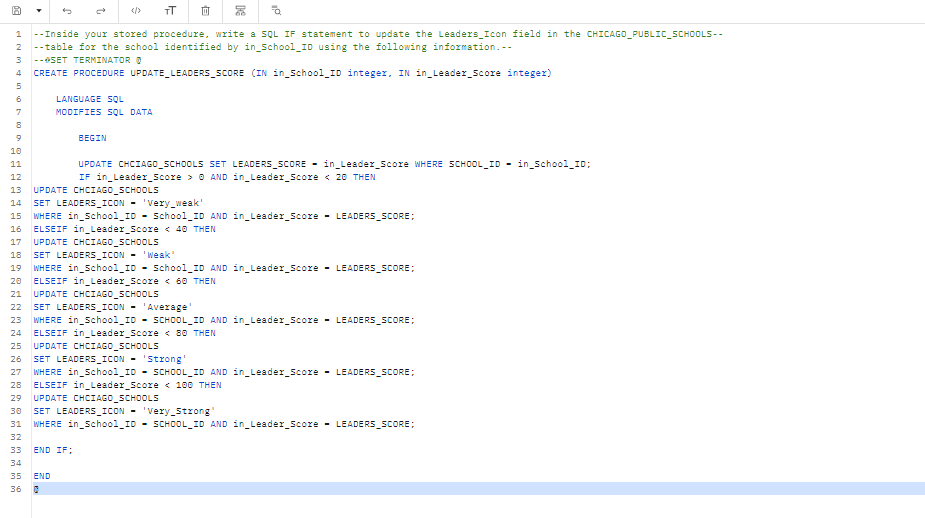 </>
тT
1 --Inside your stored procedure, write a SQL IF statement to update the Leaders_Icon field in the CHICAGO_PUBLIC_SCHOOLS--
2 --table for the school identified by in_School_ID using the following information.--
3 --#SET TERMINATOR @
4 CREATE PROCEDURE UPDATE_LEADERS_SCORE (IN in_School_ID integer, IN in_Leader_Score integer)
5
6 LANGUAGE SQL
7 MODIFIES SQL DATA
8
9 BEGIN
10
11 UPDATE CHCIAGO_SCHOOLS SET LEADERS_SCORE = in_Leader_Score WHERE SCHOOL_ID = in_School_ID;
12 IF in_Leader_Score > 0 AND in_Leader_Score < 20 THEN
13 UPDATE CHCIAGO_SCHOOLS
14 SET LEADERS_ICON = 'Very_weak'
15 WHERE in_School_ID = School_ID AND in_Leader_Score = LEADERS_SCORE;
16 ELSEIF in_Leader_Score < 40 THEN
17 UPDATE CHCIAGO_SCHOOLS
18 SET LEADERS_ICON = 'Weak'
19 WHERE in_School_ID = School_ID AND in_Leader_Score = LEADERS_SCORE;
20 ELSEIF in_Leader_Score < 60 THEN
21 UPDATE CHCIAGO_SCHOOLS
22 SET LEADERS_ICON = 'Average'
23 WHERE in_School_ID = SCHOOL_ID AND in_Leader_Score = LEADERS_SCORE;
24 ELSEIF in_Leader_Score < 80 THEN
25 UPDATE CHCIAGO_SCHOOLS
26 SET LEADERS_ICON = 'Strong'
27 WHERE in_School_ID = SCHOOL_ID AND in_Leader_Score = LEADERS_SCORE;
28 ELSEIF in_Leader_Score < 100 THEN
29 UPDATE CHCIAGO_SCHOOLS
30 SET LEADERS_ICON = 'Very_Strong'
31 WHERE in_School_ID = SCHOOL_ID AND in_Leader_Score = LEADERS_SCORE;
32
33 END IF;
34
35 END
36 @